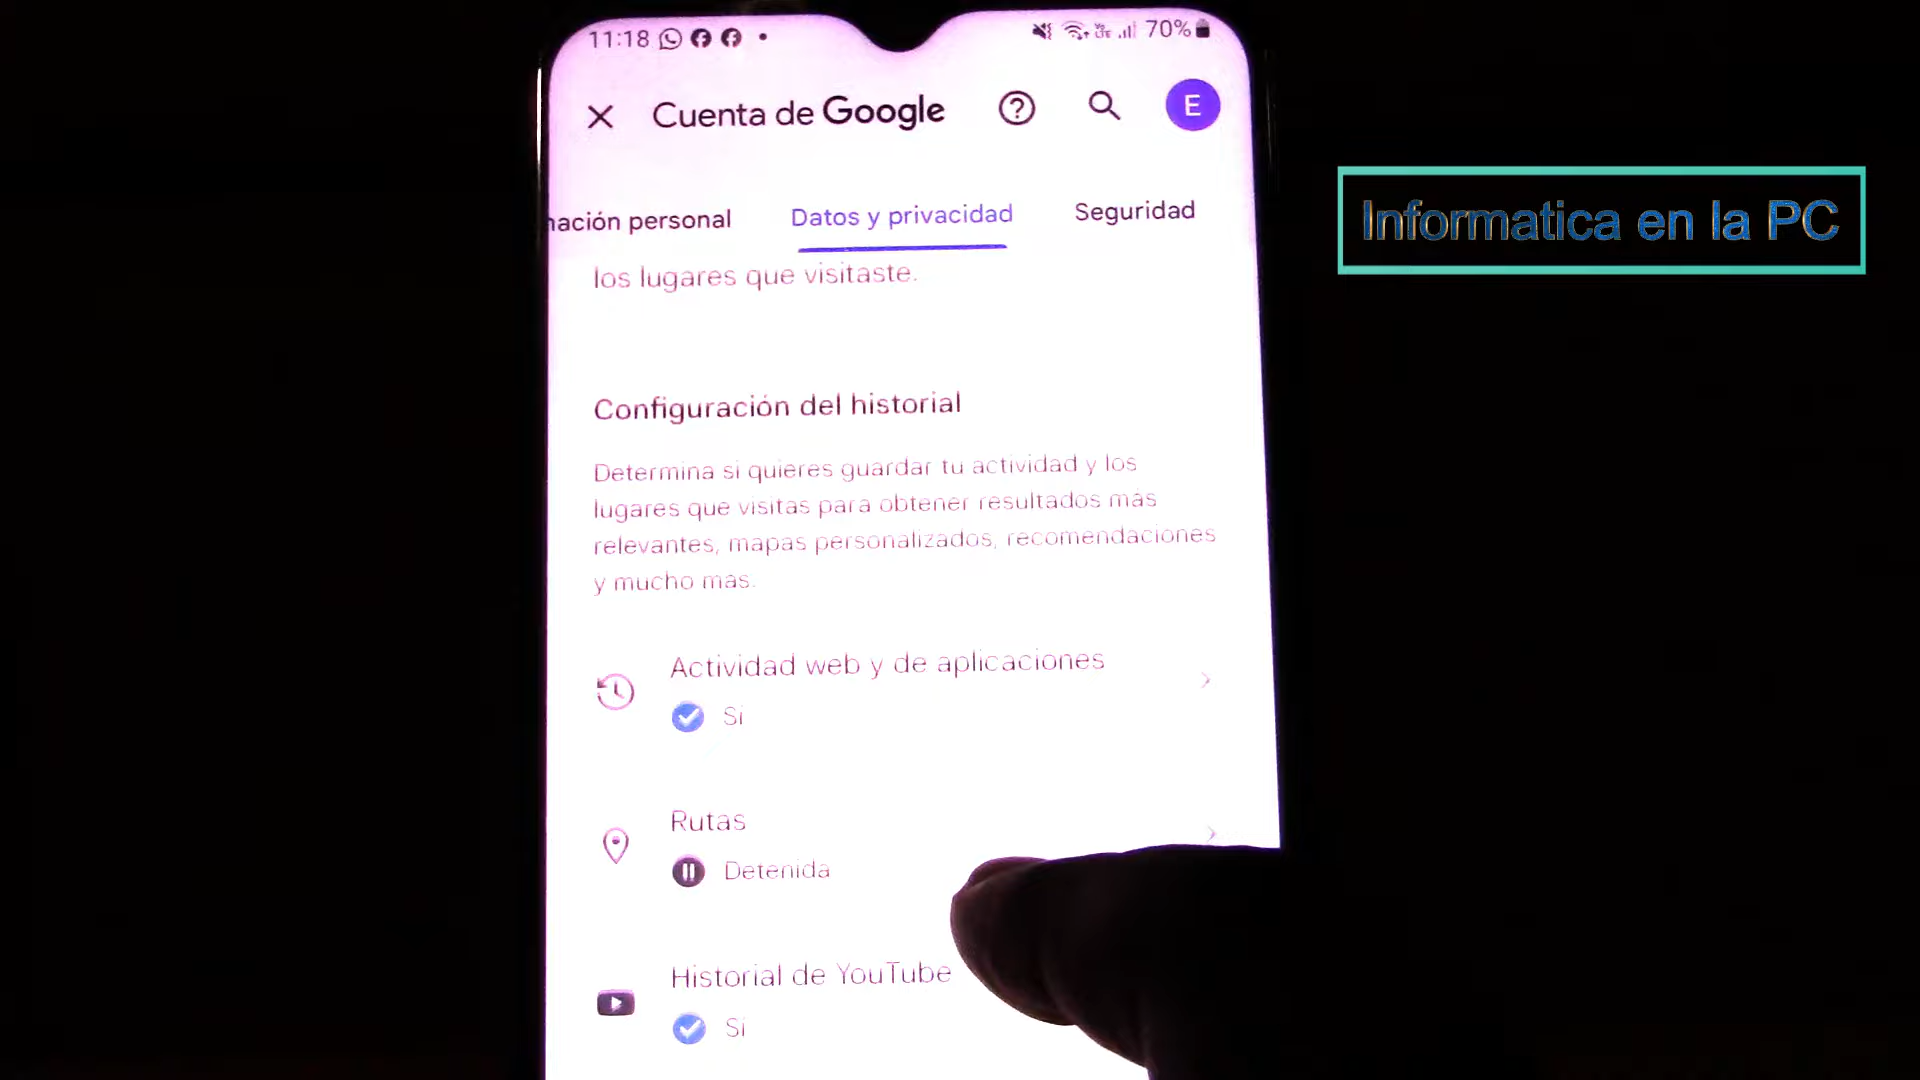 11:18
70%
Cuenta de Google
E
nación personal
Datos y privacidad
Seguridad
los lugares que visitaste.
Configuración del historial
Determina si quieres guardar tu actividad y los
lugares que visitas para obtener resultados más
relevantes, mapas personalizados, recomendaciones
y mucho más.
Actividad web y de aplicaciones
Sí
Rutas
Detenida
Historial de YouTube
Sí
Informatica en la PC